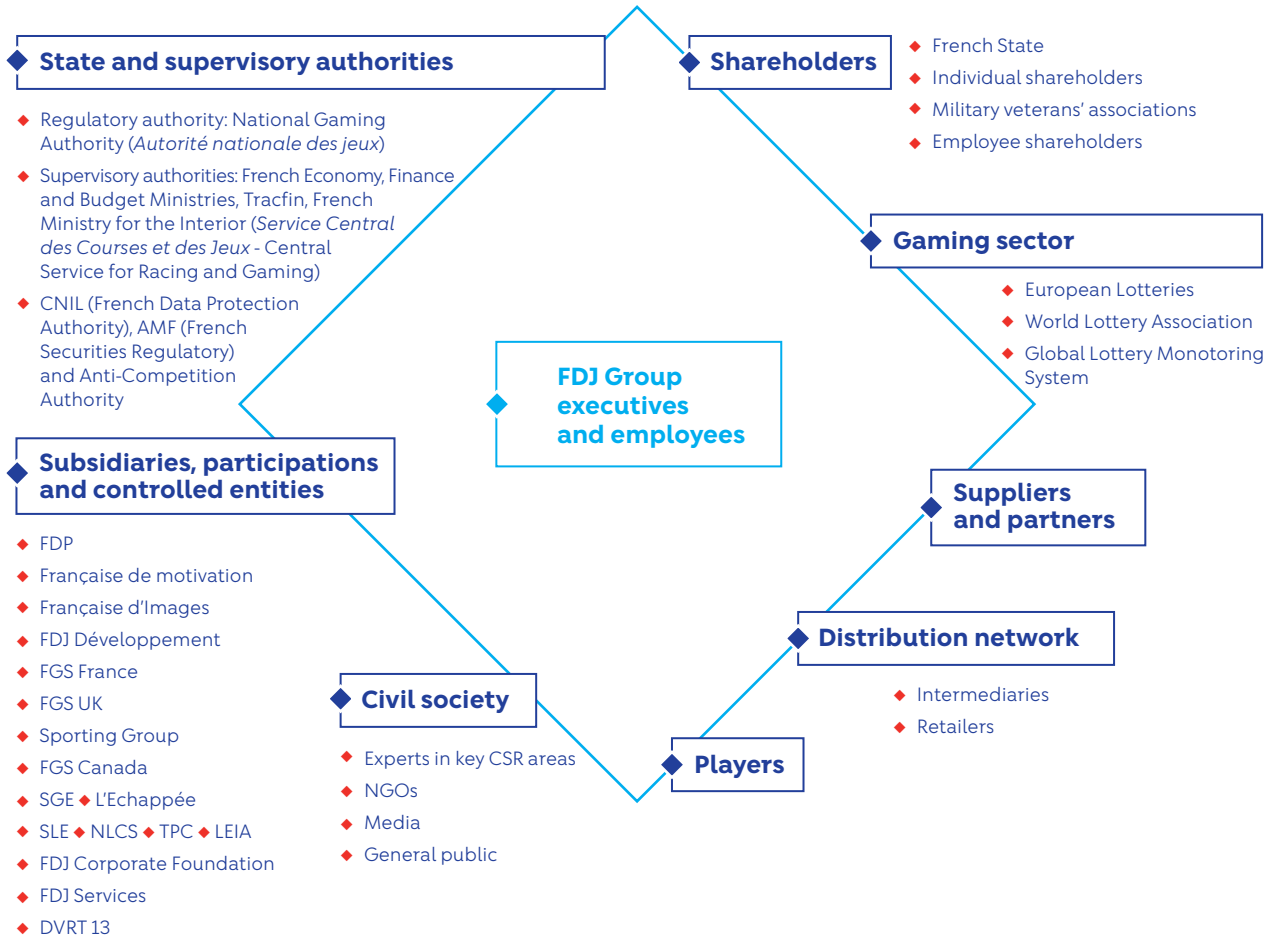 State and supervisory authorities
Regulatory authority: National Gaming
Authority (Autorité nationale des jeux)
Supervisory authorities: French Economy, Finance
and Budget Ministries, Tracfin, French
Ministry for the Interior (Service Central
des Courses et des Jeux - Central
Service for Racing and Gaming)
CNIL (French Data Protection
Authority), AMF (French
Securities Regulatory)
and Anti-Competition
Authority
Shareholders
French State
Individual shareholders
Military veterans' associations
Employee shareholders
Gaming sector
European Lotteries
World Lottery Association
Global Lottery Monotoring
System
FDJ Group
executives
and employees
Subsidiaries, participations
and controlled entities
FDP
Française de motivation
Française d'Images
FDJ Développement
FGS France
FGS UK
Sporting Group
FGS Canada
SGE ◆ L'Echappée
SLE ◆ NLCS ◆ TPC ◆ LEIA
FDJ Corporate Foundation
FDJ Services
DVRT 13
Suppliers
and partners
Distribution network
Intermediaries
Retailers
Civil society
Experts in key CSR areas
NGOs
Media
General public
Players